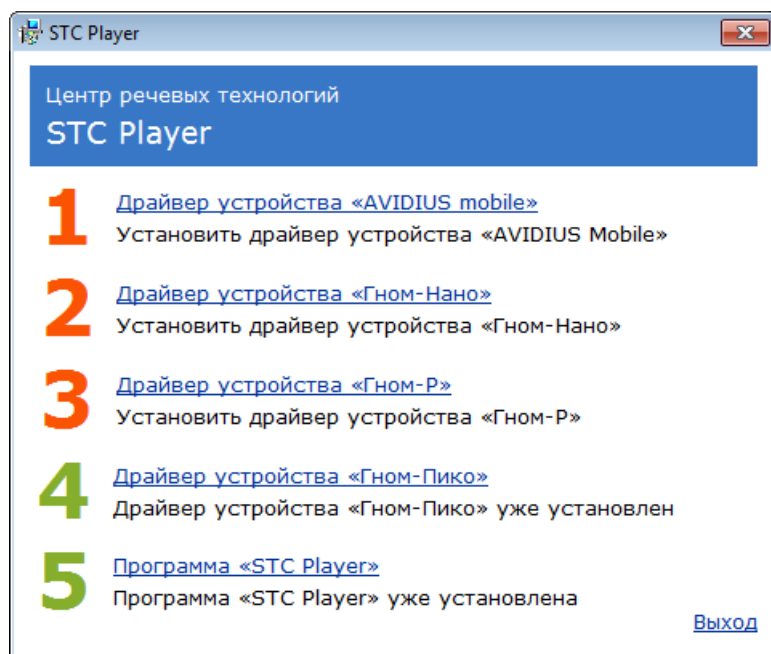 STC Player
Центр речевых технологий
STC Player
1
Драйвер устройства «AVIDIUS mobile»
Установить драйвер устройства «AVIDIUS Mobile»
2
Драйвер устройства «Гном-Нано»
Установить драйвер устройства «Гном-Нано»
3
Драйвер устройства «Гном-Р»
Установить драйвер устройства «Гном-Р»
4
Драйвер устройства «Гном-Пико»
Драйвер устройства «Гном-Пико» уже установлен
5
Программа «STC Player»
Программа «STC Player» уже установлена
Выход